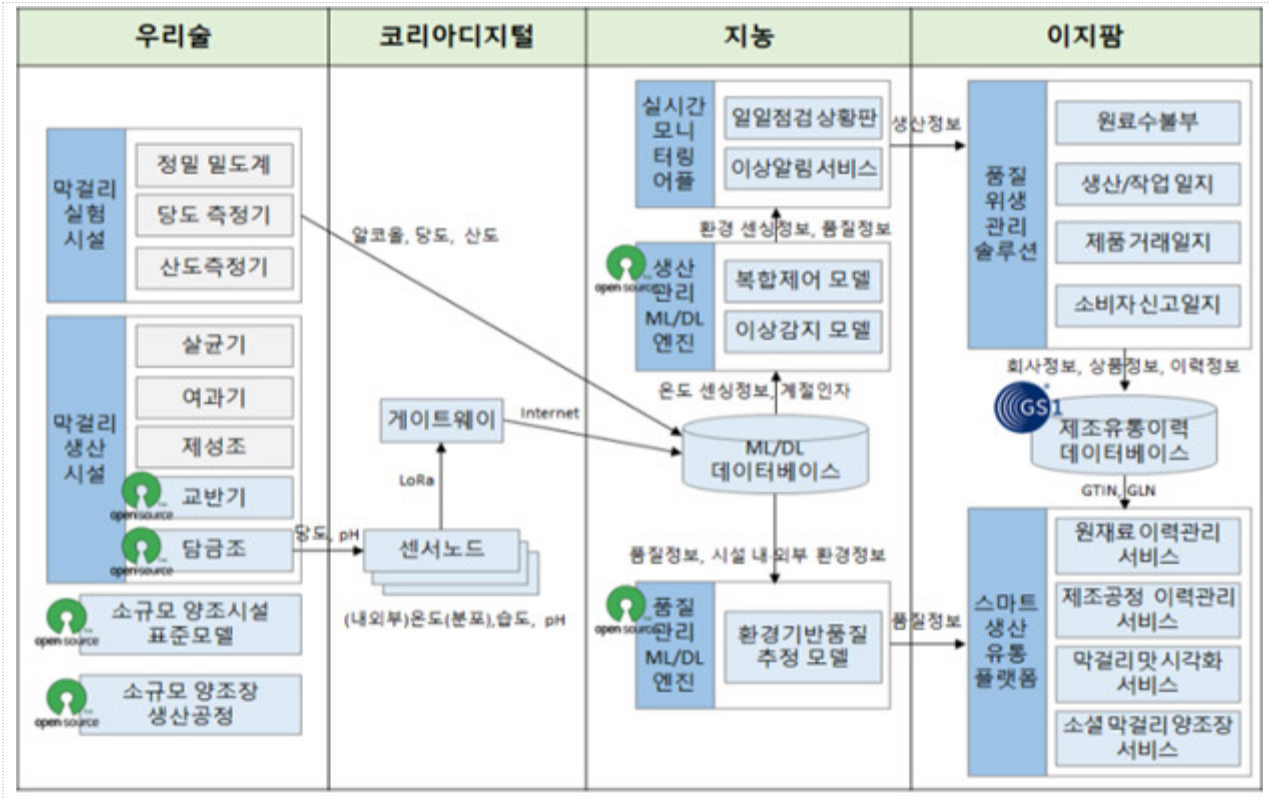 우리술
코리아디지털
지농
이지팜
막걸리
실험
시설
정밀 밀도계
당도 측정기
산도측정기
막걸리
생산
시설
살균기
여과기
제성조
교반기
open source
담금조
open source
소규모 양조시설
표준모델
open source
소규모 양조장
생산공정
open source
알코올, 당도, 산도
당도, pH
게이트웨이
Internet
LoRa
센서노드
(내외부)온도(분포),습도, pH
실시간
모니
터링
어플
일일점검 상황판
이상알림 서비스
생산정보
환경 센싱정보, 품질정보
open source
생산
관리
ML/DL
엔진
복합제어 모델
이상감지 모델
온도 센싱정보, 계절인자
ML/DL
데이터베이스
품질정보, 시설 내 외부 환경정보
open source
품질
관리
ML/DL
엔진
환경기반품질
추정 모델
품질정보
품질
위생
관리
솔루션
원료수불부
생산/작업 일지
제품 거래일지
소비자 신고일지
회사정보, 상품정보, 이력정보
GS1
제조유통이력
데이터베이스
GTIN, GLN
스마트
생산
유통
플랫폼
원재료 이력관리
서비스
제조공정 이력관리
서비스
막걸리 맛 시각화
서비스
소셜 막걸리 양조장
서비스